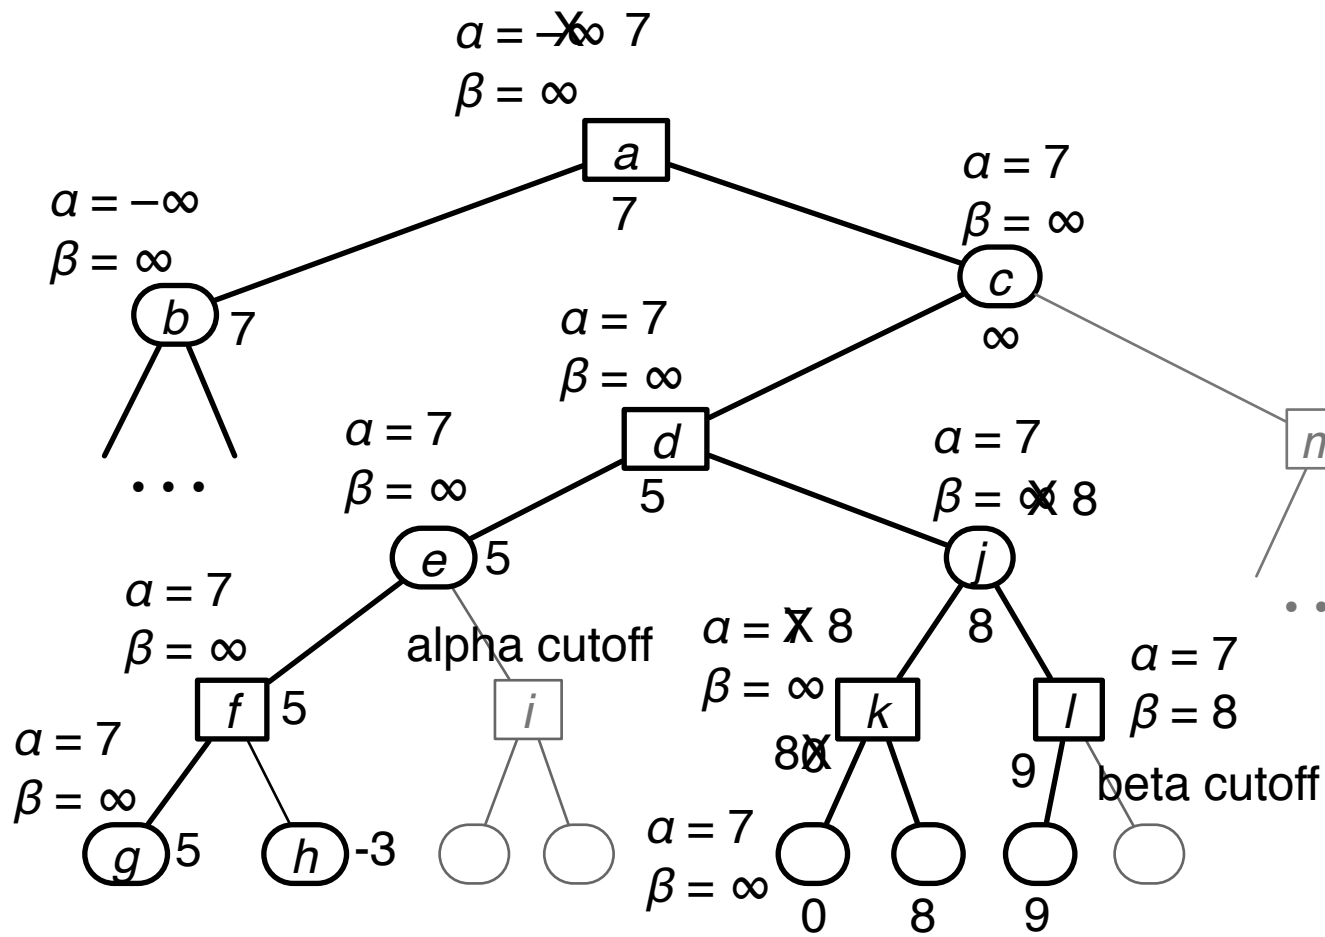 α = –∞ 7
β = ∞
a
7
α = 7
β = ∞
c
∞
α = –∞
β = ∞
b
7
. . .
α = 7
β = ∞
d
5
α = 7
β = ∞
e
5
α = 7
β = ∞ 8
j
8
α = 7
β = ∞
f
5
alpha cutoff
i
α = 7 8
β = ∞
k
8 0
α = 7
β = 8
l
9
beta cutoff
α = 7
β = ∞
g
5
h
-3
α = 7
β = ∞
0
8
9
. .